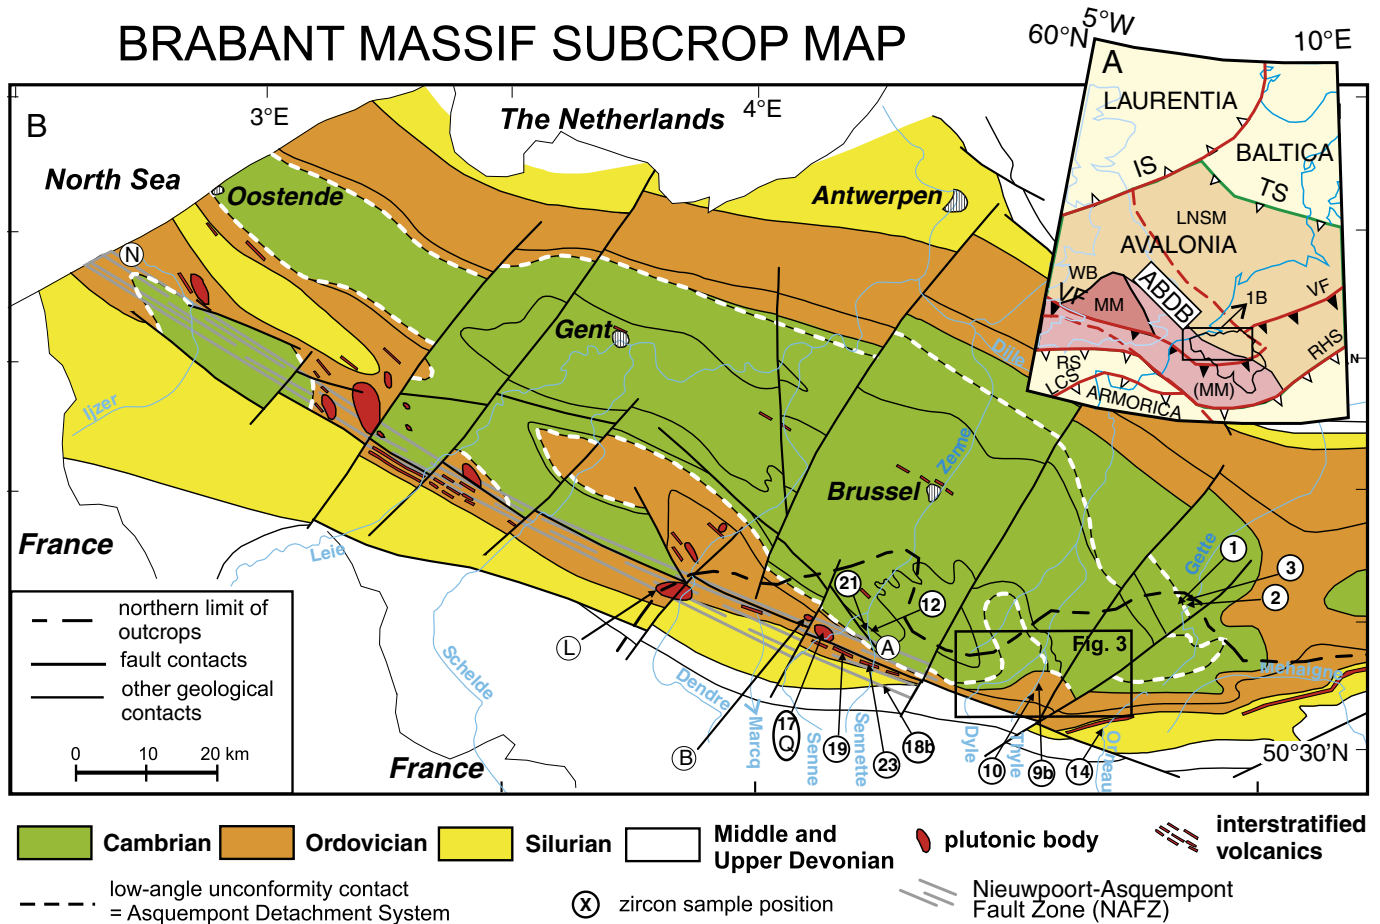 BRABANT MASSIF SUBCROP MAP
5°W
60°N
10°E
A
LAURENTIA
BALTICA
IS
TS
LNSM
AVALONIA
WB
VF
MM
ABDB
1B
VF
RS
LCS
(MM)
RHS
ARMORICA
N
B
3°E
4°E
The Netherlands
North Sea
Oostende
Antwerpen
N
Gent
Dijle
Ijzer
Zenne
Brussel
France
Leie
Gette
1
3
2
21
12
L
A
Fig. 3
Mehaigne
Schelde
Dendre
Marcq
Senne
Sennette
Dyle
Thyle
Orneau
B
17
Q
19
23
18b
10
9b
14
50°30'N
France
northern limit of
outcrops
fault contacts
other geological
contacts
0 10 20 km
Cambrian
Ordovician
Silurian
Middle and
Upper Devonian
plutonic body
interstratified
volcanics
low-angle unconformity contact
= Asquempont Detachment System
X
zircon sample position
Nieuwpoort-Asquempont
Fault Zone (NAFZ)